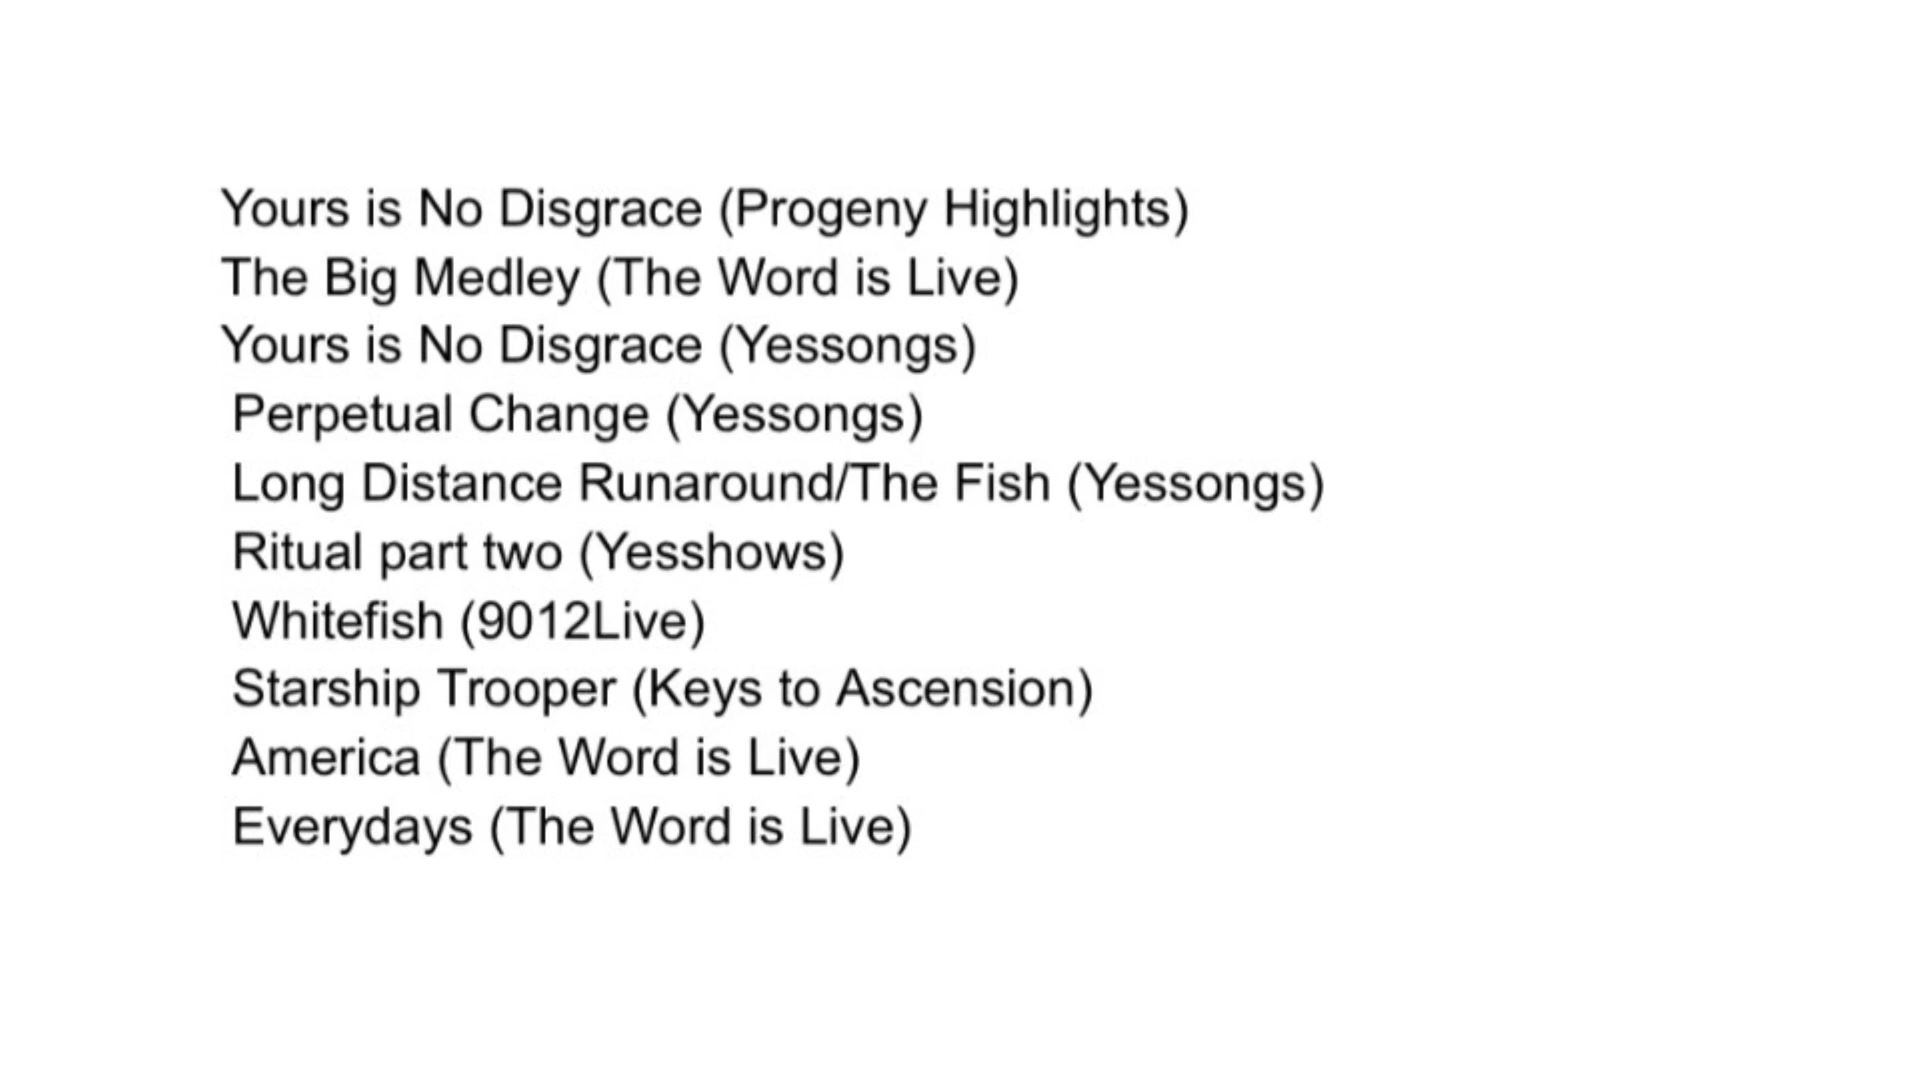 Yours is No Disgrace (Progeny Highlights)
The Big Medley (The Word is Live)
Yours is No Disgrace (Yessongs)
Perpetual Change (Yessongs)
Long Distance Runaround/The Fish (Yessongs)
Ritual part two (Yesshows)
Whitefish (9012Live)
Starship Trooper (Keys to Ascension)
America (The Word is Live)
Everydays (The Word is Live)